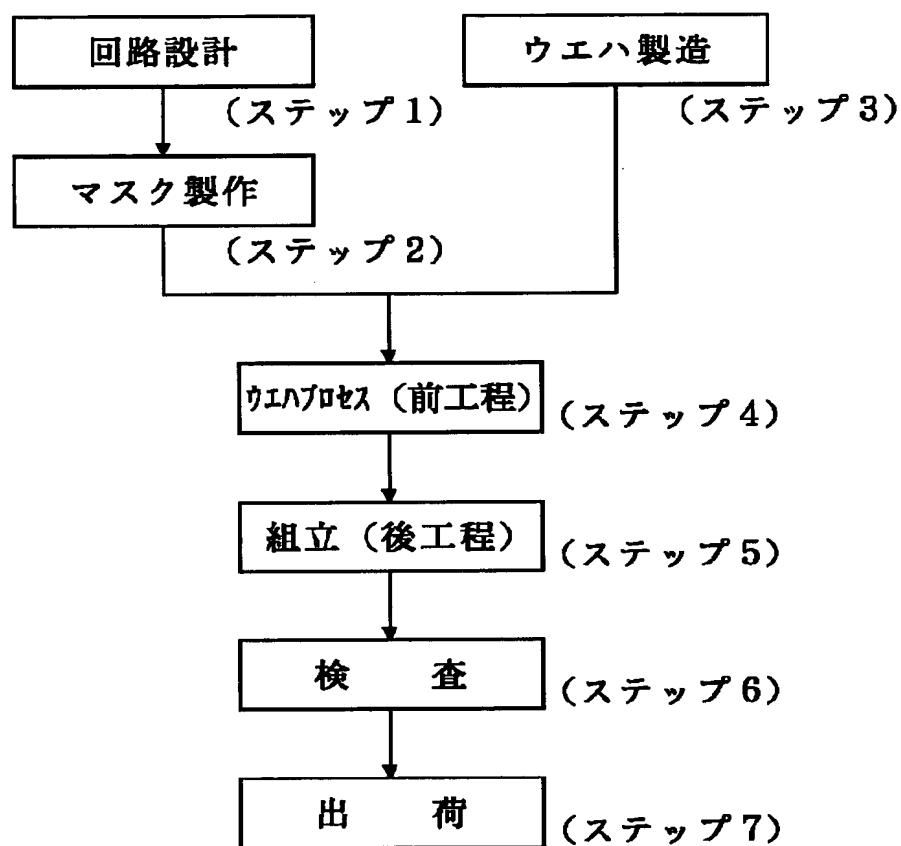 回路設計
(ステップ1)
ウエハ製造
(ステップ3)
マスク製作
(ステップ2)
ウエハプロセス(前工程)
(ステップ4)
組立(後工程)
(ステップ5)
検 査
(ステップ6)
出 荷
(ステップ7)